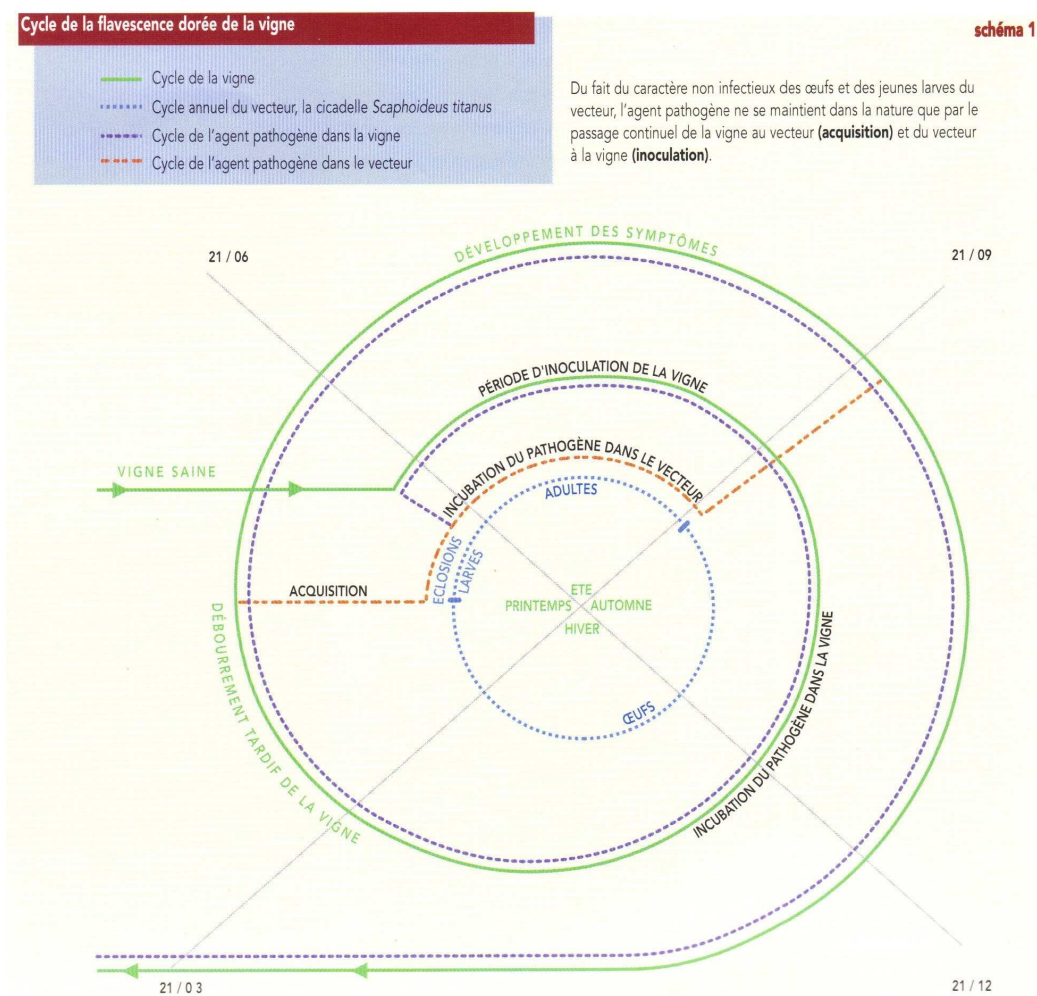 Cycle de la flavescence dorée de la vigne
schéma 1
Cycle de la vigne
Cycle annuel du vecteur, la cicadelle Scaphoideus titanus
Cycle de l'agent pathogène dans la vigne
Cycle de l'agent pathogène dans le vecteur
Du fait du caractère non infectieux des œufs et des jeunes larves du
vecteur, l'agent pathogène ne se maintient dans la nature que par le
passage continuel de la vigne au vecteur (acquisition) et du vecteur
à la vigne (inoculation).
21 / 06
DÉVELOPPEMENT DES SYMPTÔMES
21 / 09
PÉRIODE D'INOCULATION DE LA VIGNE
VIGNE SAINE
INCUBATION DU PATHOGÈNE DANS LE VECTEUR
ADULTES
ECLOSIONS
LARVES
ACQUISITION
ETE
PRINTEMPS
AUTOMNE
HIVER
DÉBOURREMENT TARDIF DE LA VIGNE
ŒUFS
INCUBATION DU PATHOGÈNE DANS LA VIGNE
21 / 0 3
21 / 12